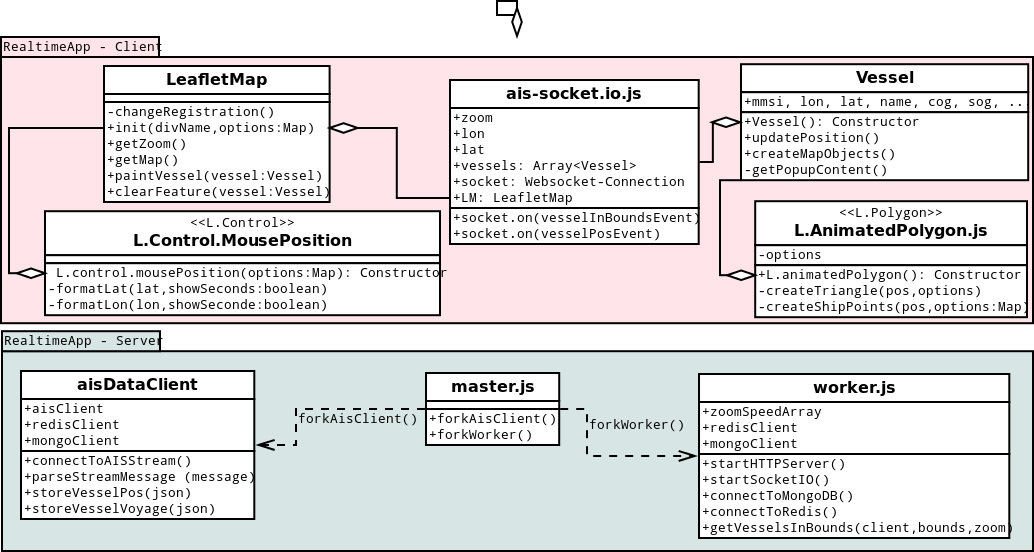 RealtimeApp - Client
LeafletMap
-changeRegistration()
+init(divName,options:Map)
+getZoom()
+getMap()
+paintVessel(vessel:Vessel)
+clearFeature(vessel:Vessel)
<<L.Control>>
L.Control.MousePosition
L.control.mousePosition(options:Map): Constructor
-formatLat(lat,showSeconds:boolean)
-formatLon(lon,showSeconde:boolean)
ais-socket.io.js
+zoom
+lon
+lat
+vessels: Array<Vessel>
+socket: Websocket-Connection
+LM: LeafletMap
+socket.on(vesselInBoundsEvent)
+socket.on(vesselPosEvent)
Vessel
+mmsi, lon, lat, name, cog, sog, ..
+Vessel(): Constructor
+updatePosition()
+createMapObjects()
-getPopupContent()
<<L.Polygon>>
L.AnimatedPolygon.js
-options
+L.animatedPolygon(): Constructor
-createTriangle(pos,options)
-createShipPoints(pos,options:Map)
RealtimeApp - Server
aisDataClient
+aisClient
+redisClient
+mongoClient
+connectToAISStream()
+parseStreamMessage (message)
+storeVesselPos(json)
+storeVesselVoyage(json)
forkAisClient()
master.js
+forkAisClient()
+forkWorker()
forkWorker()
worker.js
+zoomSpeedArray
+redisClient
+mongoClient
+startHTTPServer()
+startSocketIO()
+connectToMongoDB()
+connectToRedis()
+getVesselsInBounds(client,bounds,zoom)